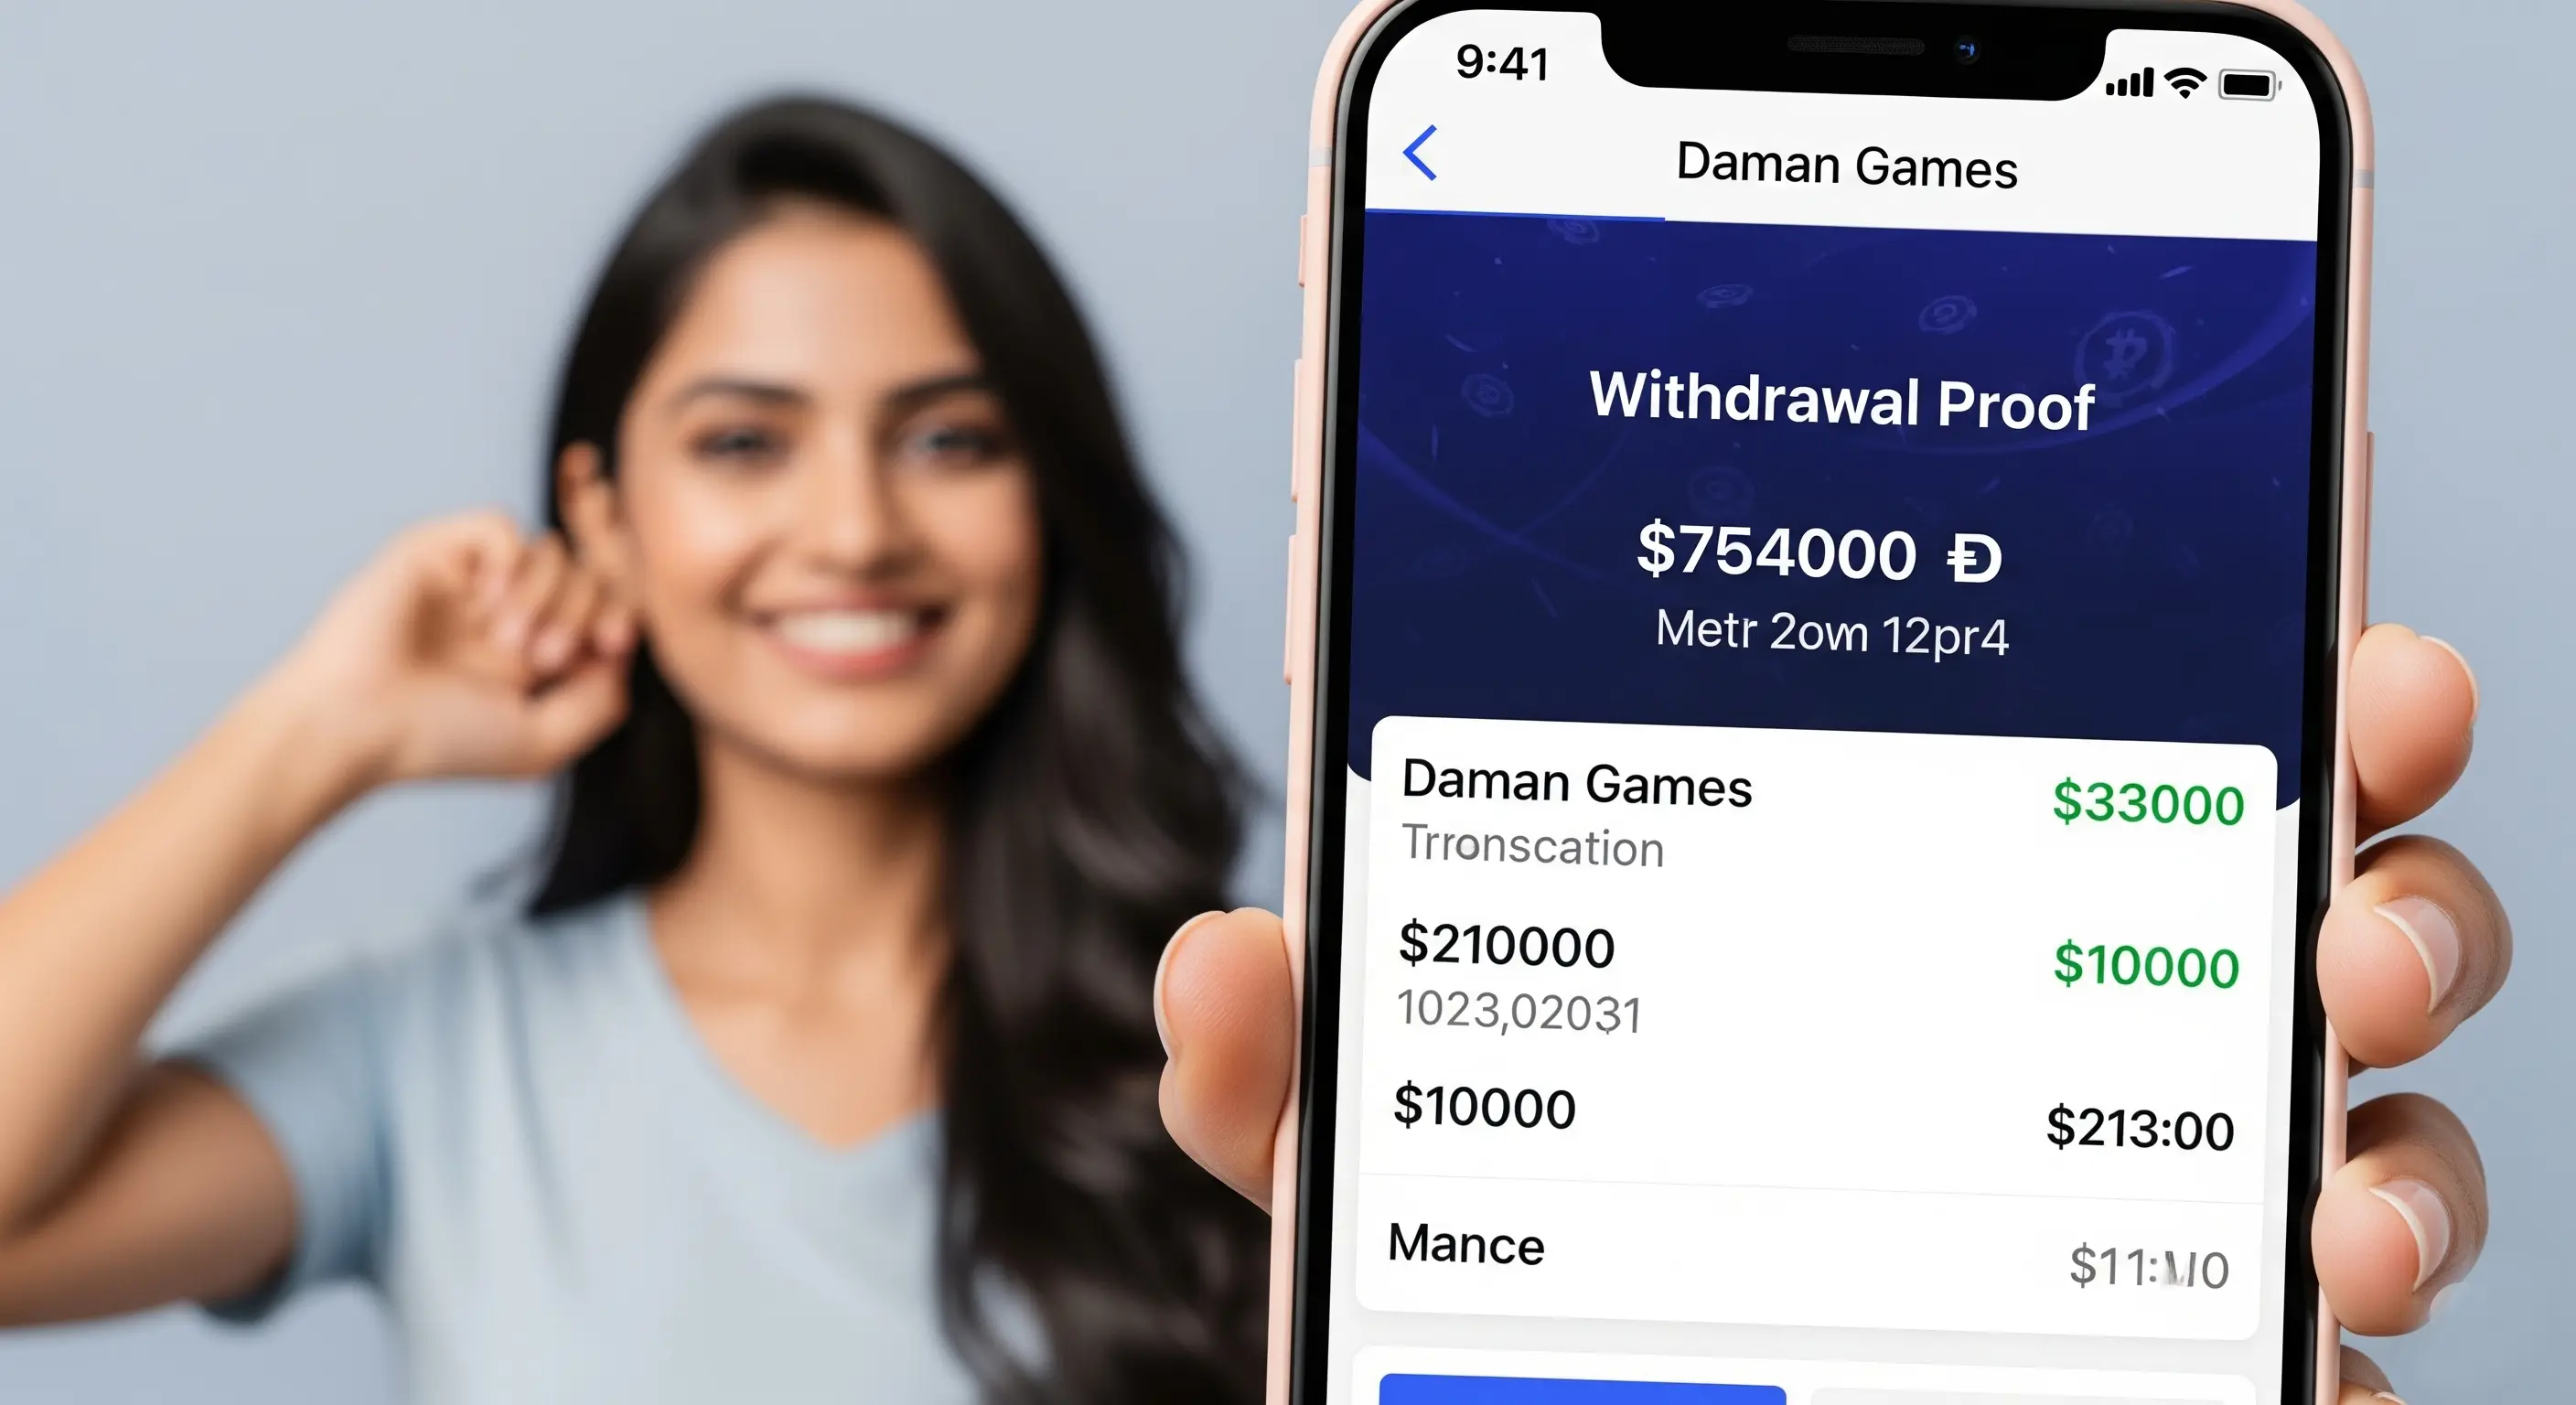 9:41
Daman Games
Withdrawal Proof
$754000 Đ
Metr 2own 12pr4
Daman Games
$33000
Trronscation
$210000
$10000
1023,02031
$10000
$213:00
Mance